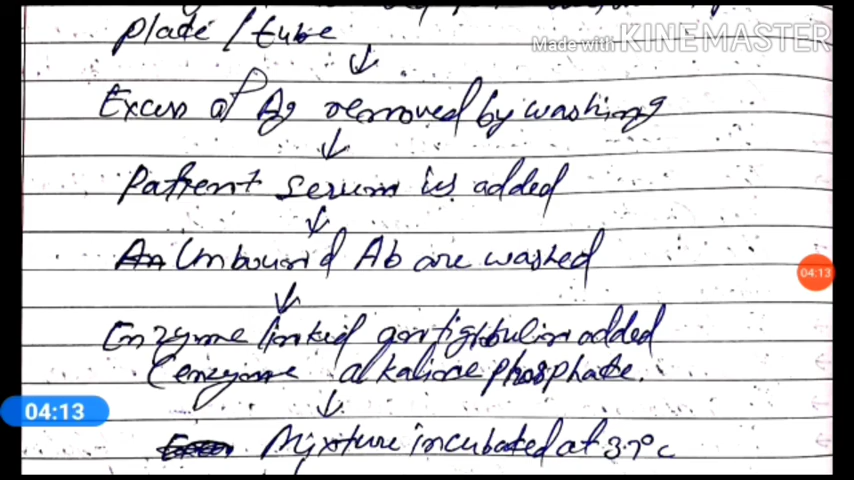 plate / tube
Made with KINEMASTER
Excess of Ag removed by washing
Patient serum is added
04:13
An Unbound Ab are washed
Enzyme linked antiglobulin added
(enzyme alkaline phosphate.
04:13
Mixture incubated at 37°c